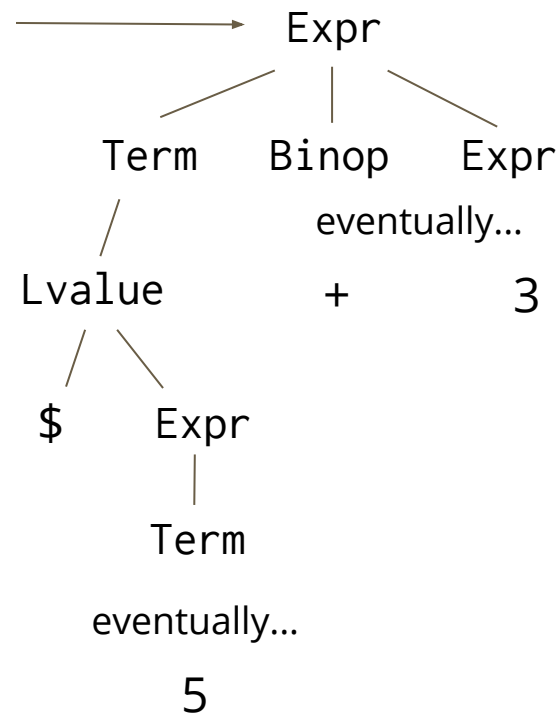 Expr
Term Binop Expr
eventually...
Lvalue + 3
$ Expr
Term
eventually...
5